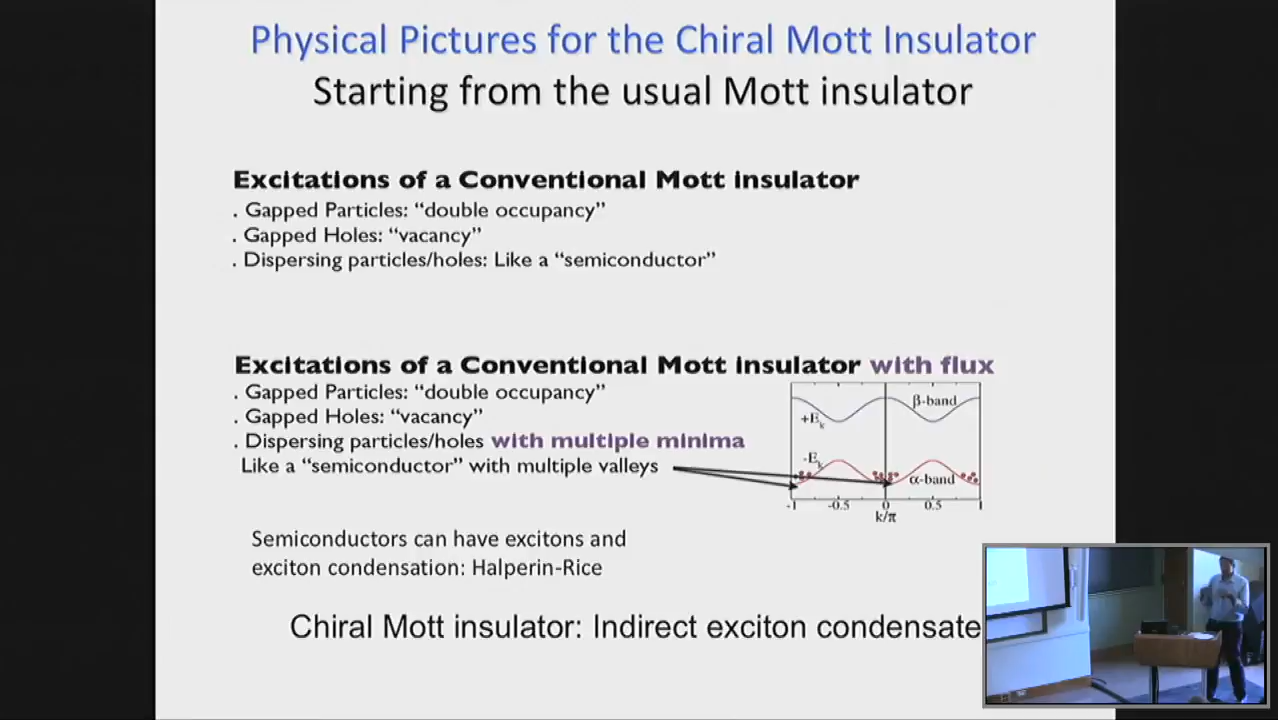 Physical Pictures for the Chiral Mott Insulator
Starting from the usual Mott insulator
Excitations of a Conventional Mott insulator
. Gapped Particles: “double occupancy”
. Gapped Holes: “vacancy”
. Dispersing particles/holes: Like a “semiconductor”
Excitations of a Conventional Mott insulator with flux
. Gapped Particles: “double occupancy”
. Gapped Holes: “vacancy”
. Dispersing particles/holes with multiple minima
Like a “semiconductor” with multiple valleys
β-band
+E_k
-E_k
α-band
-1 -0.5 0 0.5 1
k/π
Semiconductors can have excitons and
exciton condensation: Halperin-Rice
Chiral Mott insulator: Indirect exciton condensate